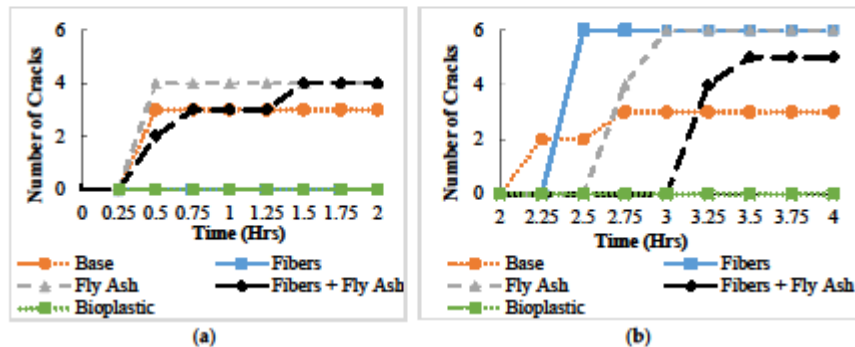 6
4
2
0
Number of Cracks
0 0.25 0.5 0.75 1 1.25 1.5 1.75 2
Time (Hrs)
Base
Fibers
Fly Ash
Fibers + Fly Ash
Bioplastic
(a)
6
4
2
0
Number of Cracks
2 2.25 2.5 2.75 3 3.25 3.5 3.75 4
Time (Hrs)
Base
Fibers
Fly Ash
Fibers + Fly Ash
Bioplastic
(b)